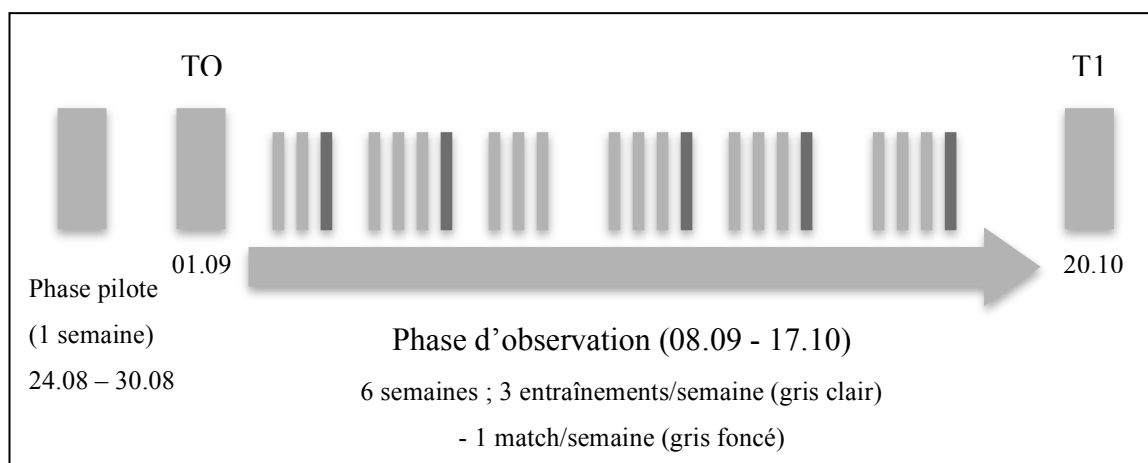 TO
T1
01.09
20.10
Phase pilote
(1 semaine)
24.08 – 30.08
Phase d’observation (08.09 - 17.10)
6 semaines ; 3 entraînements/semaine (gris clair)
- 1 match/semaine (gris foncé)